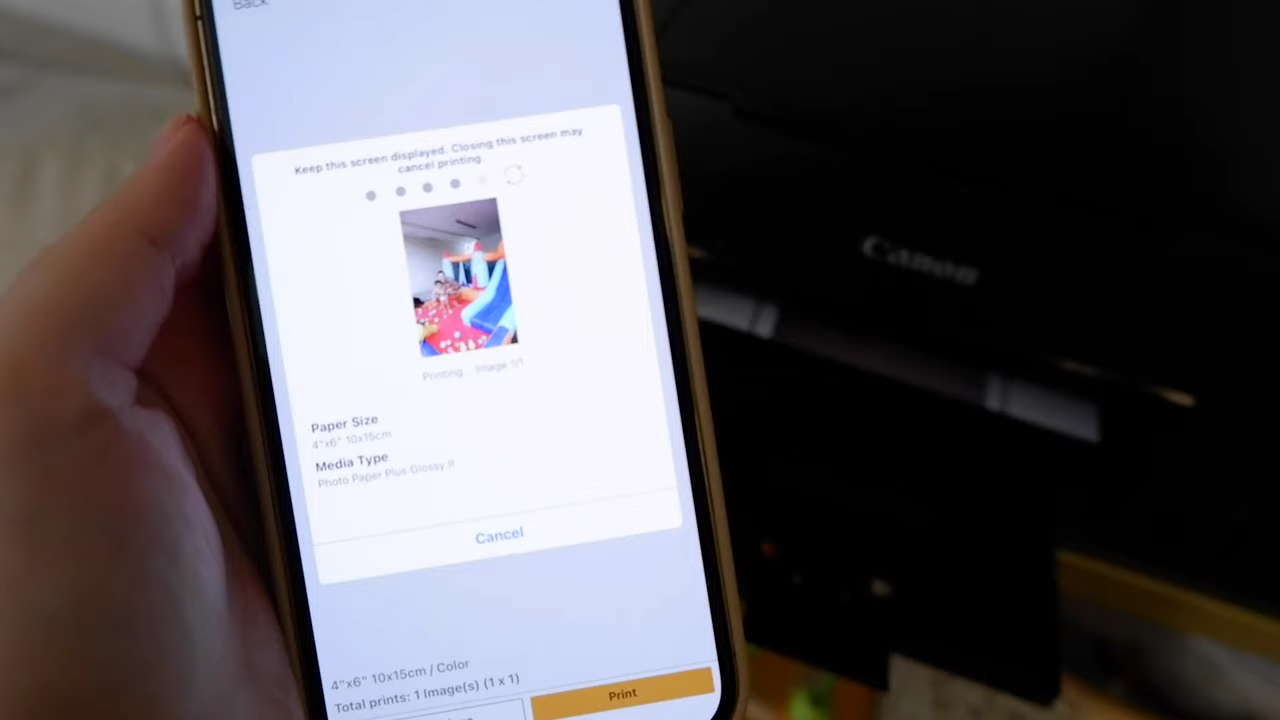 Back
Keep this screen displayed. Closing this screen may
cancel printing.
Printing... Image 1/1
Paper Size
4"x6" 10x15cm
Media Type
Photo Paper Plus Glossy II
Cancel
4"x6" 10x15cm / Color
Total prints: 1 Image(s) (1 x 1)
Print
Canon